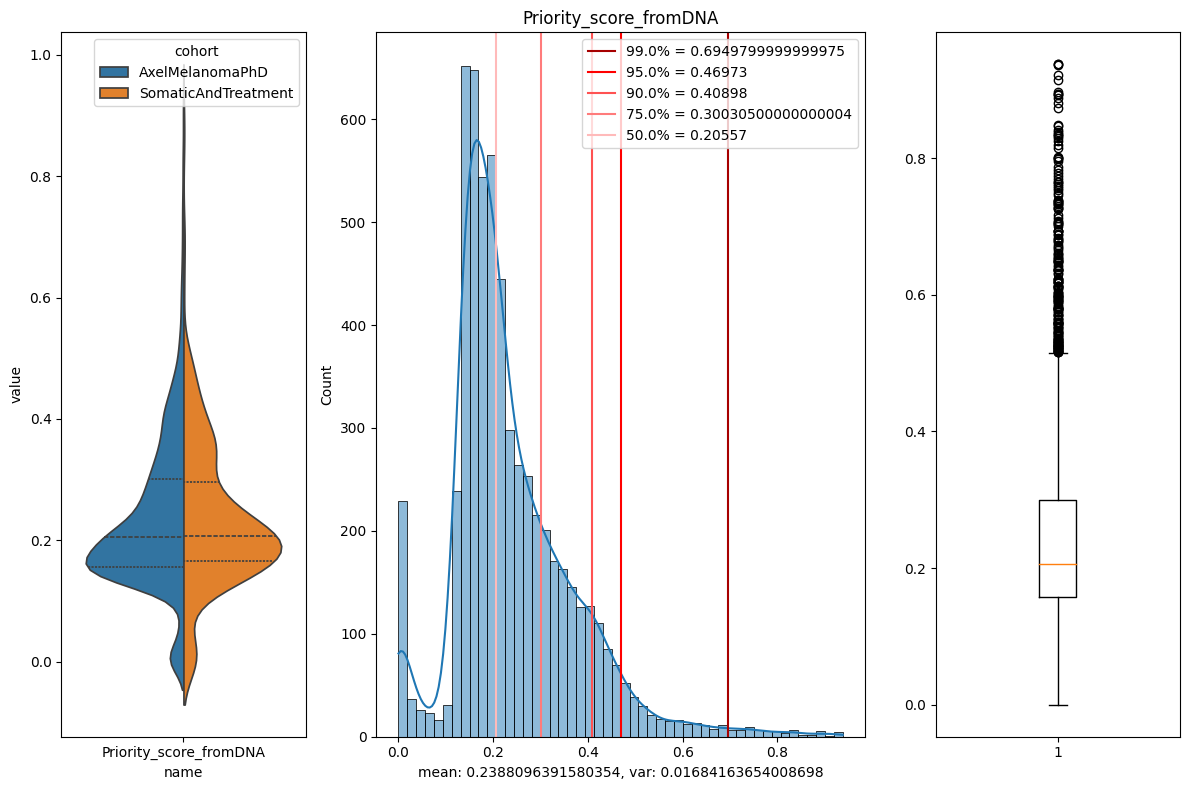 Priority_score_fromDNA
cohort
AxelMelanomaPhD
SomaticAndTreatment
1.0
0.8
0.6
0.4
0.2
0.0
value
Priority_score_fromDNA
name
99.0% = 0.6949799999999975
95.0% = 0.46973
90.0% = 0.40898
75.0% = 0.30030500000000004
50.0% = 0.20557
600
500
400
300
200
100
0
Count
0.0 0.2 0.4 0.6 0.8
mean: 0.2388096391580354, var: 0.01684163654008698
0.8
0.6
0.4
0.2
0.0
1